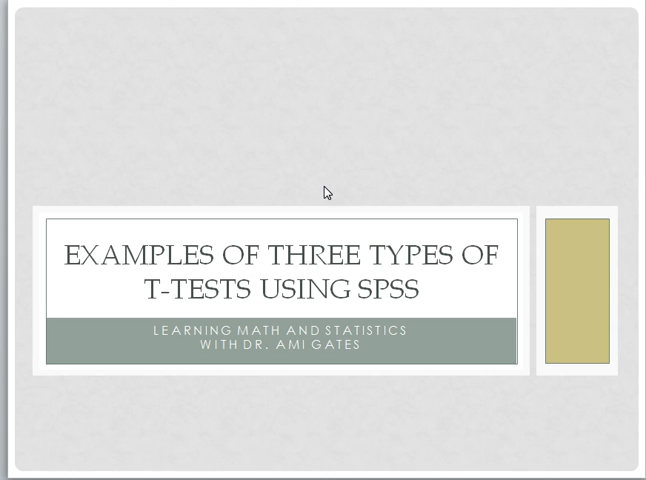 EXAMPLES OF THREE TYPES OF
T-TESTS USING SPSS
LEARNING MATH AND STATISTICS
WITH DR. AMI GATES